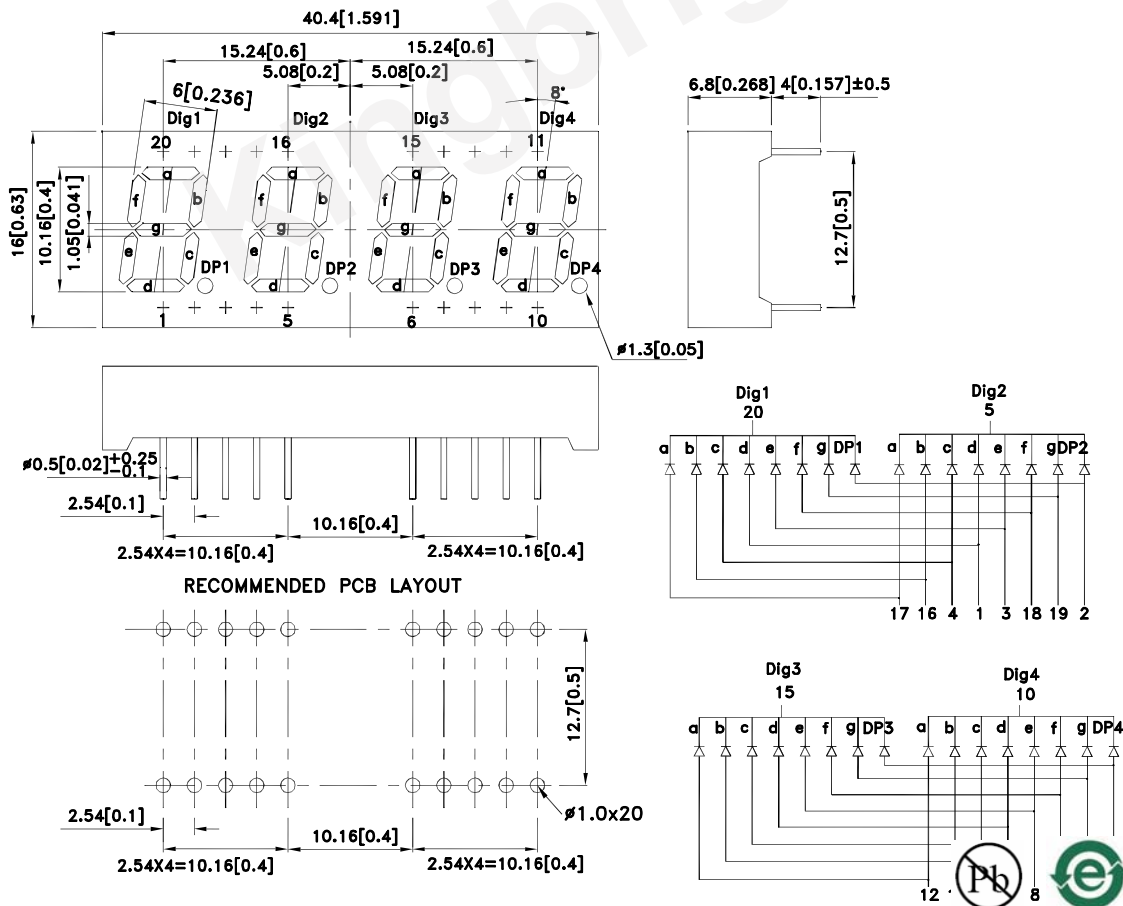 Kingbri
40.4[1.591]
15.24[0.6] 15.24[0.6]
5.08[0.2] 5.08[0.2]
6[0.236] 8°
Dig1 Dig2 Dig3 Dig4
20 16 15 11
a a a a
f b f b f b f b
g g g g
e c e c e c e c
d d d d
DP1 DP2 DP3 DP4
1 5 6 10
16[0.63]
10.16[0.4]
1.05[0.041]
ø1.3[0.05]
6.8[0.268] 4[0.157]±0.5
12.7[0.5]
ø0.5[0.02]+0.25 -0.1
2.54[0.1]
10.16[0.4]
2.54X4=10.16[0.4] 2.54X4=10.16[0.4]
RECOMMENDED PCB LAYOUT
12.7[0.5]
ø1.0x20
2.54[0.1]
10.16[0.4]
2.54X4=10.16[0.4] 2.54X4=10.16[0.4]
Dig1 Dig2
20 5
a b c d e f g DP1 a b c d e f g DP2
17 16 4 1 3 18 19 2
Dig3 Dig4
15 10
a b c d e f g DP3 a b c d e f g DP4
12 8
Pb
e